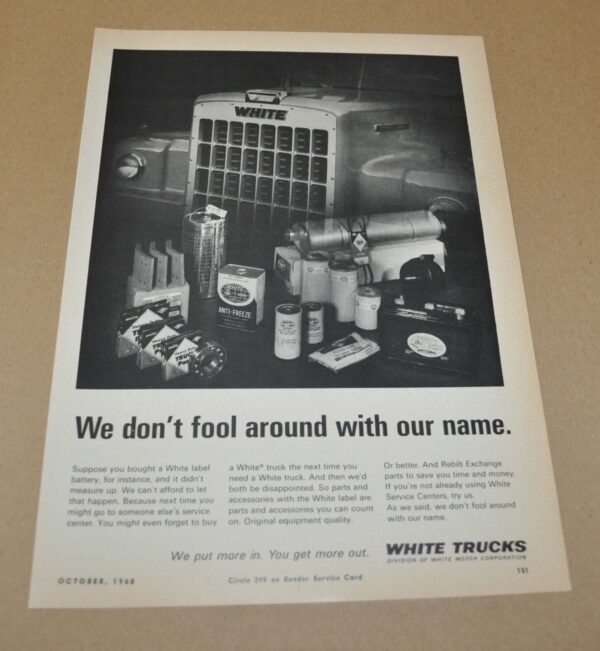 WHITE
WHITE
ANTI-FREEZE
We don't fool around with our name.
Suppose you bought a White label
battery, for instance, and it didn't
measure up. We can't afford to let
that happen. Because next time you
might go to someone else's service
center. You might even forget to buy
a White® truck the next time you
need a White truck. And then we'd
both be disappointed. So parts and
accessories with the White label are
parts and accessories you can count
on. Original equipment quality.
Or better. And Rebilt Exchange
parts to save you time and money.
If you're not already using White
Service Centers, try us.
As we said, we don't fool around
with our name.
We put more in. You get more out.
WHITE TRUCKS
DIVISION OF WHITE MOTOR CORPORATION
OCTOBER, 1968
Circle 249 on Reader Service Card
151